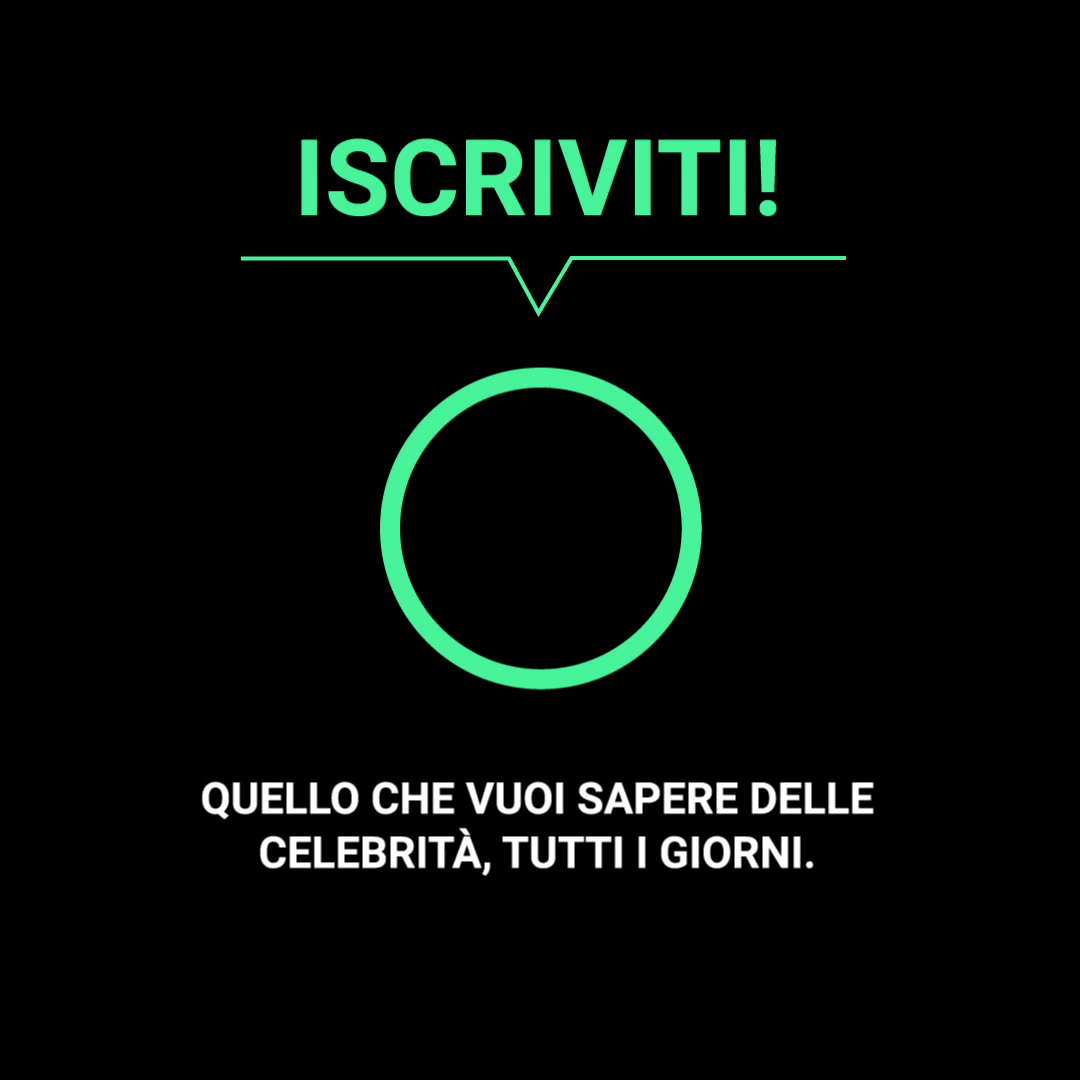 ISCRIVITI!
QUELLO CHE VUOI SAPERE DELLE
CELEBRITÀ, TUTTI I GIORNI.